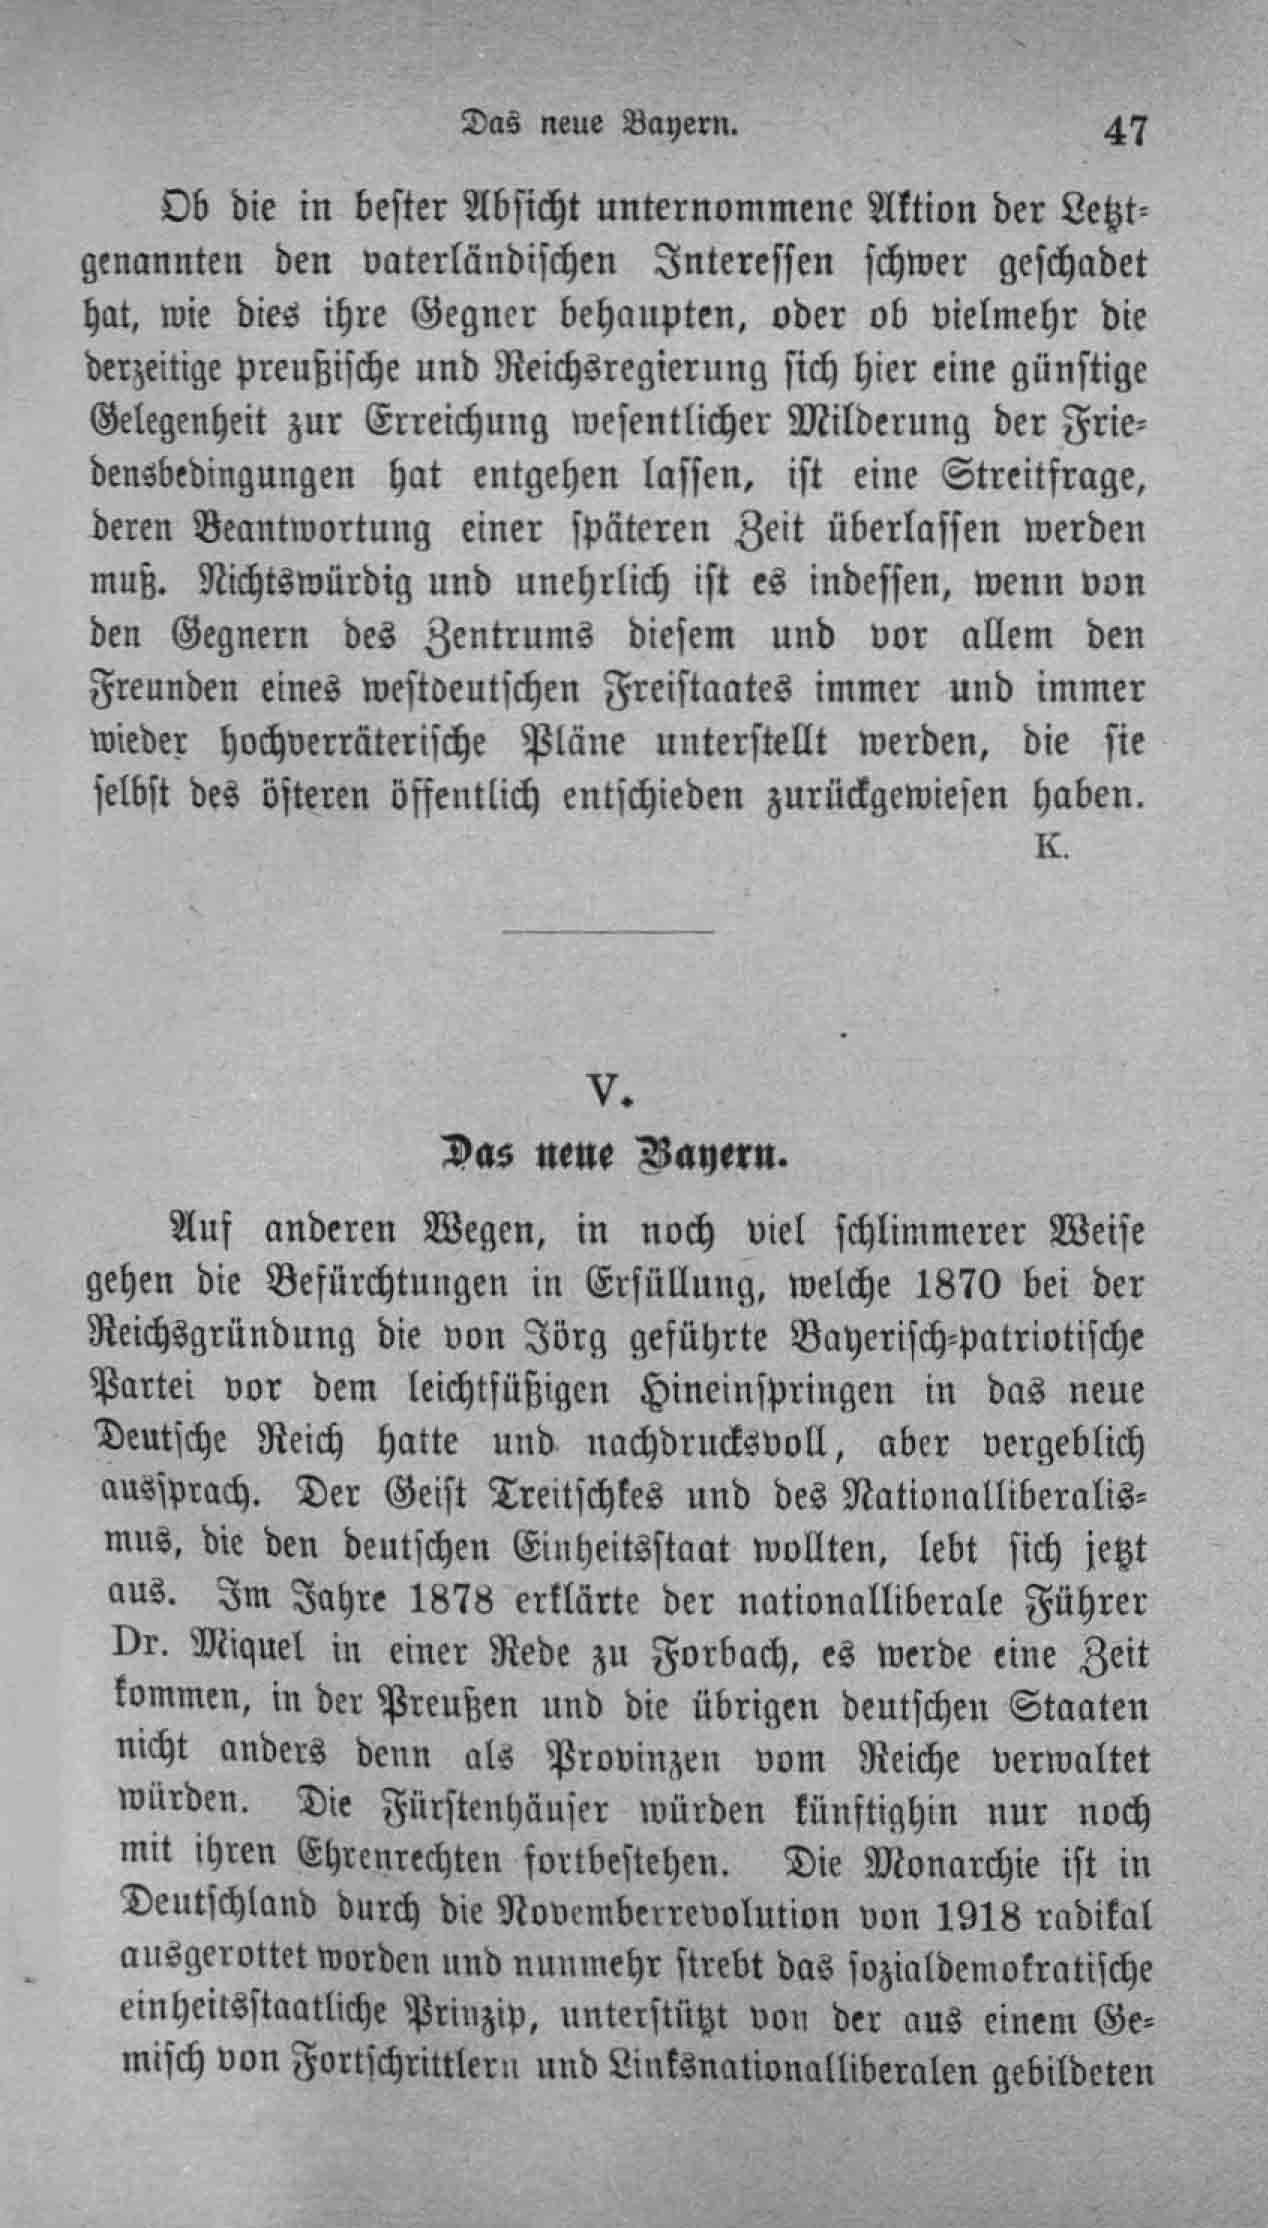 Das neue Bayern.
47
Ob die in bester Absicht unternommene Aktion der Letzt-
genannten den vaterländischen Interessen schwer geschadet
hat, wie dies ihre Gegner behaupten, oder ob vielmehr die
derzeitige preußische und Reichsregierung sich hier eine günstige
Gelegenheit zur Erreichung wesentlicher Milderung der Frie-
densbedingungen hat entgehen lassen, ist eine Streitfrage,
deren Beantwortung einer späteren Zeit überlassen werden
muß. Nichtswürdig und unehrlich ist es indessen, wenn von
den Gegnern des Zentrums diesem und vor allem den
Freunden eines westdeutschen Freistaates immer und immer
wieder hochverräterische Pläne unterstellt werden, die sie
selbst des öfteren öffentlich entschieden zurückgewiesen haben.
K.
V.
Das neue Bayern.
Auf anderen Wegen, in noch viel schlimmerer Weise
gehen die Befürchtungen in Erfüllung, welche 1870 bei der
Reichsgründung die von Jörg geführte Bayerisch-patriotische
Partei vor dem leichtfüßigen Hineinspringen in das neue
Deutsche Reich hatte und nachdrucksvoll, aber vergeblich
aussprach. Der Geist Treitschkes und des Nationalliberalis-
mus, die den deutschen Einheitsstaat wollten, lebt sich jetzt
aus. Im Jahre 1878 erklärte der nationalliberale Führer
Dr. Miquel in einer Rede zu Forbach, es werde eine Zeit
kommen, in der Preußen und die übrigen deutschen Staaten
nicht anders denn als Provinzen vom Reiche verwaltet
würden. Die Fürstenhäuser würden künftighin nur noch
mit ihren Ehrenrechten fortbestehen. Die Monarchie ist in
Deutschland durch die Novemberrevolution von 1918 radikal
ausgerottet worden und nunmehr strebt das sozialdemokratische
einheitsstaatliche Prinzip, unterstützt von der aus einem Ge-
misch von Fortschrittlern und Linksnationalliberalen gebildeten